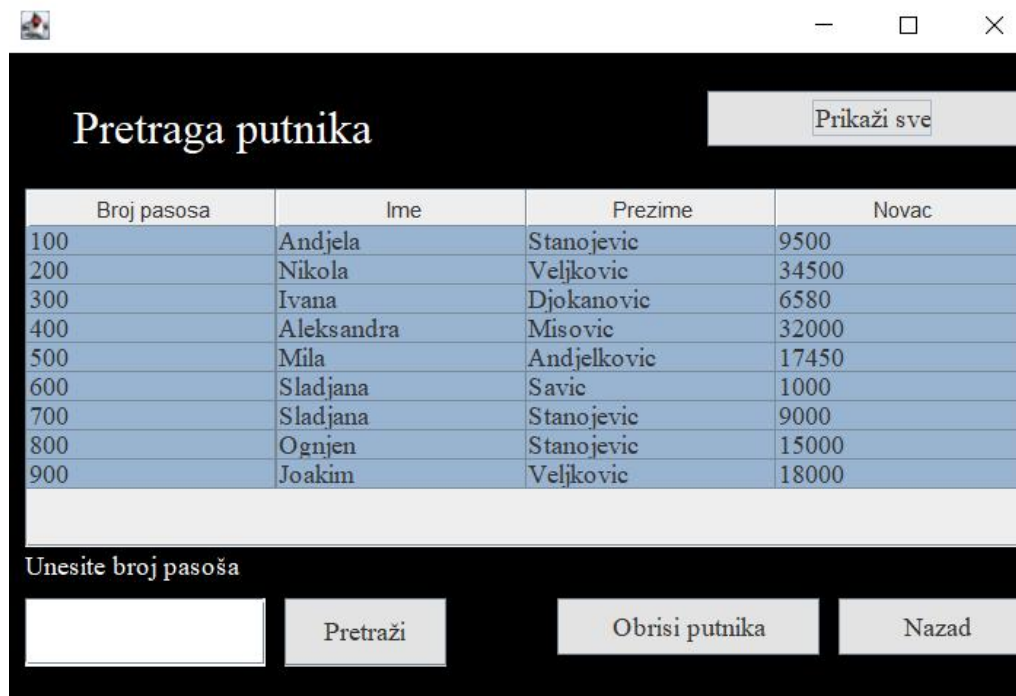 Pretraga putnika
Prikaži sve
Broj pasosa Ime Prezime Novac
100 Andjela Stanojevic 9500
200 Nikola Veljkovic 34500
300 Ivana Djokanovic 6580
400 Aleksandra Misovic 32000
500 Mila Andjelkovic 17450
600 Sladjana Savic 1000
700 Sladjana Stanojevic 9000
800 Ognjen Stanojevic 15000
900 Joakim Veljkovic 18000
Unesite broj pasoša
Pretraži Obrisi putnika Nazad